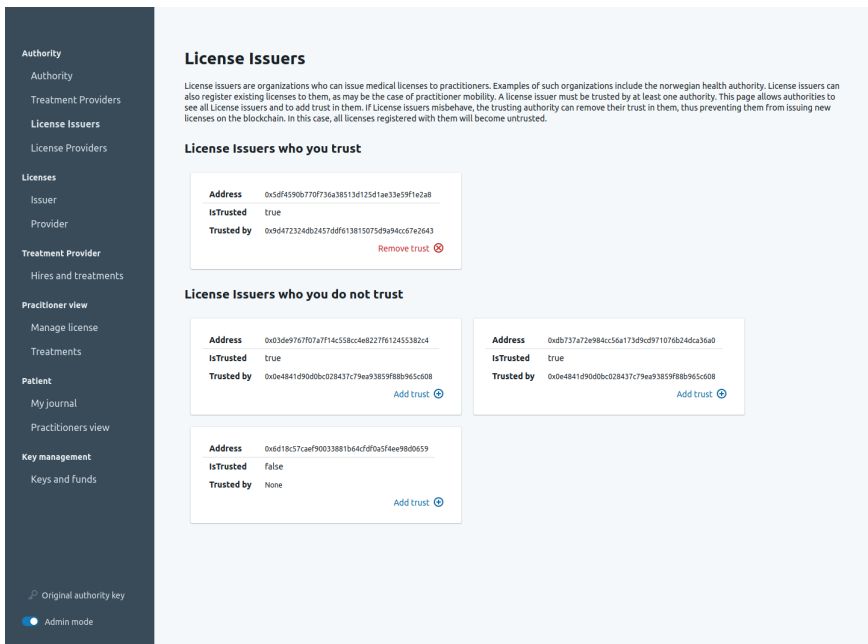 Authority
Authority
Treatment Providers
License Issuers
License Providers
Licenses
Issuer
Provider
Treatment Provider
Hires and treatments
Pracitioner view
Manage license
Treatments
Patient
My journal
Practitioners view
Key management
Keys and funds
Original authority key
Admin mode
License Issuers
License issuers are organizations who can issue medical licenses to practitioners. Examples of such organizations include the norwegian health authority. License issuers can
also register existing licenses to them, as may be the case of practitioner mobility. A license issuer must be trusted by at least one authority. This page allows authorities to
see all License issuers and to add trust in them. If License issuers misbehave, the trusting authority can remove their trust in them, thus preventing them from issuing new
licenses on the blockchain. In this case, all licenses registered with them will become untrusted.
License Issuers who you trust
Address 0x5df4590b770f736a38513d125d1ae33e59f1e2a8
IsTrusted true
Trusted by 0x9d472324db2457ddf613815075d9a94cc67e2643
Remove trust
License Issuers who you do not trust
Address 0x03de9767f07a7f14c558cc4e8227f612455382c4
IsTrusted true
Trusted by 0x0e4841d90d0bc028437c79ea93859f88b965c608
Add trust
Address 0xdb737a72e984cc56a173d9cd971076b24dca36a0
IsTrusted true
Trusted by 0x0e4841d90d0bc028437c79ea93859f88b965c608
Add trust
Address 0x6d18c57caef90033881b64cfdf0a5f4ee98d0659
IsTrusted false
Trusted by None
Add trust